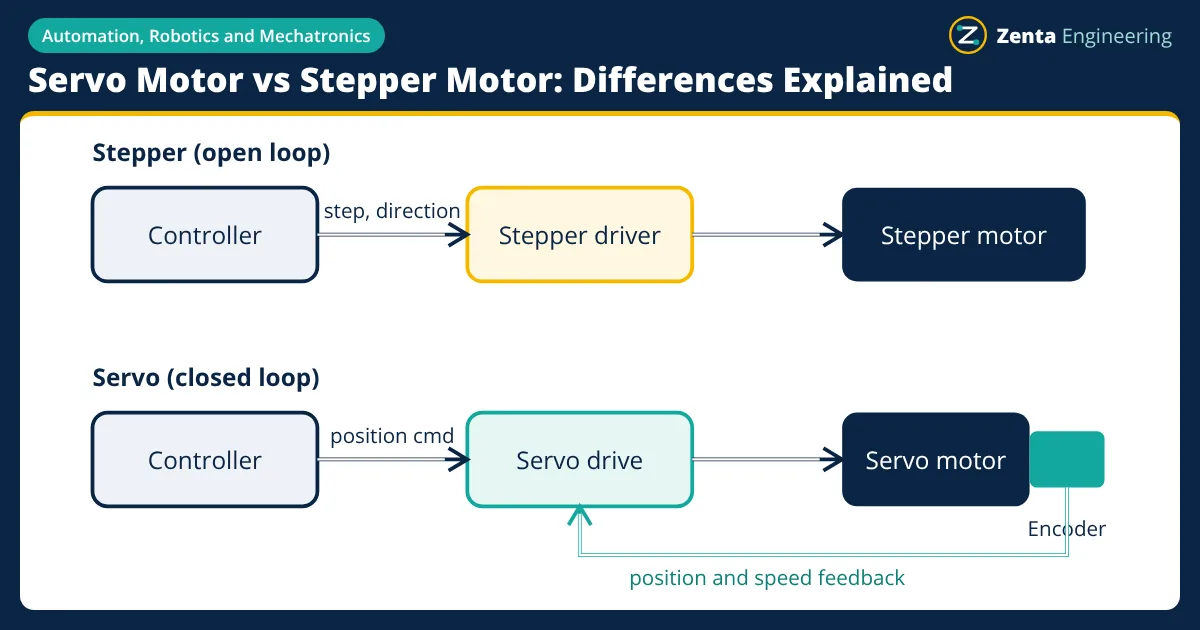 Automation, Robotics and Mechatronics
Zenta Engineering
Servo Motor vs Stepper Motor: Differences Explained
Stepper (open loop)
Controller
step, direction
Stepper driver
Stepper motor
Servo (closed loop)
Controller
position cmd
Servo drive
Servo motor
Encoder
position and speed feedback